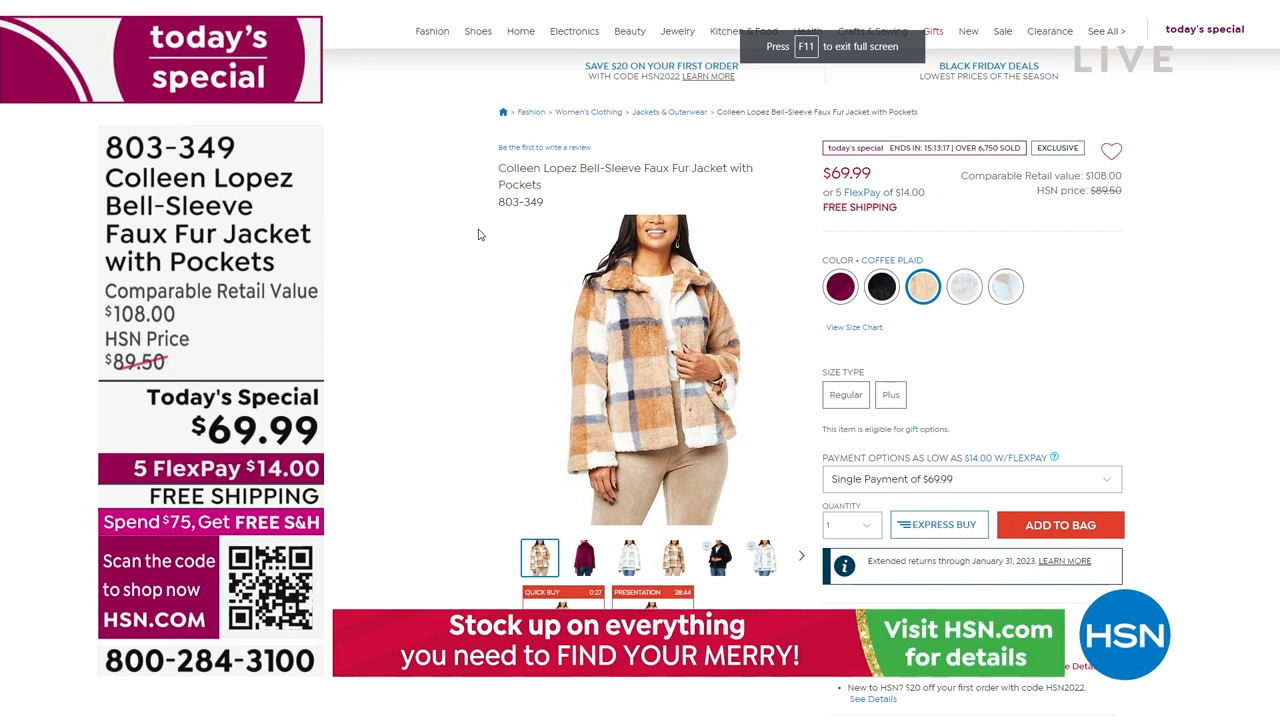 today's
special
803-349
Colleen Lopez
Bell-Sleeve
Faux Fur Jacket
with Pockets
Comparable Retail Value
$108.00
HSN Price
$89.50
Today's Special
$69.99
5 FlexPay $14.00
FREE SHIPPING
Spend $75, Get FREE S&H
Scan the code
to shop now
HSN.COM
800-284-3100
Fashion Shoes Home Electronics Beauty Jewelry Kitchen & Food Health Crafts & Sewing Gifts New Sale Clearance See All > today's special
Press F11 to exit full screen
LIVE
SAVE $20 ON YOUR FIRST ORDER
WITH CODE HSN2022 LEARN MORE
BLACK FRIDAY DEALS
LOWEST PRICES OF THE SEASON
> Fashion > Women's Clothing > Jackets & Outerwear > Colleen Lopez Bell-Sleeve Faux Fur Jacket with Pockets
Be the first to write a review
Colleen Lopez Bell-Sleeve Faux Fur Jacket with
Pockets
803-349
today's special ENDS IN: 15:13:17 | OVER 6,750 SOLD EXCLUSIVE
$69.99
or 5 FlexPay of $14.00
FREE SHIPPING
Comparable Retail value: $108.00
HSN price: $89.50
COLOR • COFFEE PLAID
View Size Chart
SIZE TYPE
Regular Plus
This item is eligible for gift options.
PAYMENT OPTIONS AS LOW AS $14.00 W/FLEXPAY ?
Single Payment of $69.99
QUANTITY
1 EXPRESS BUY ADD TO BAG
Extended returns through January 31, 2023. LEARN MORE
QUICK BUY 0:27 PRESENTATION 28:44
Stock up on everything
you need to FIND YOUR MERRY!
Visit HSN.com
for details
HSN
• New to HSN? $20 off your first order with code HSN2022.
See Details